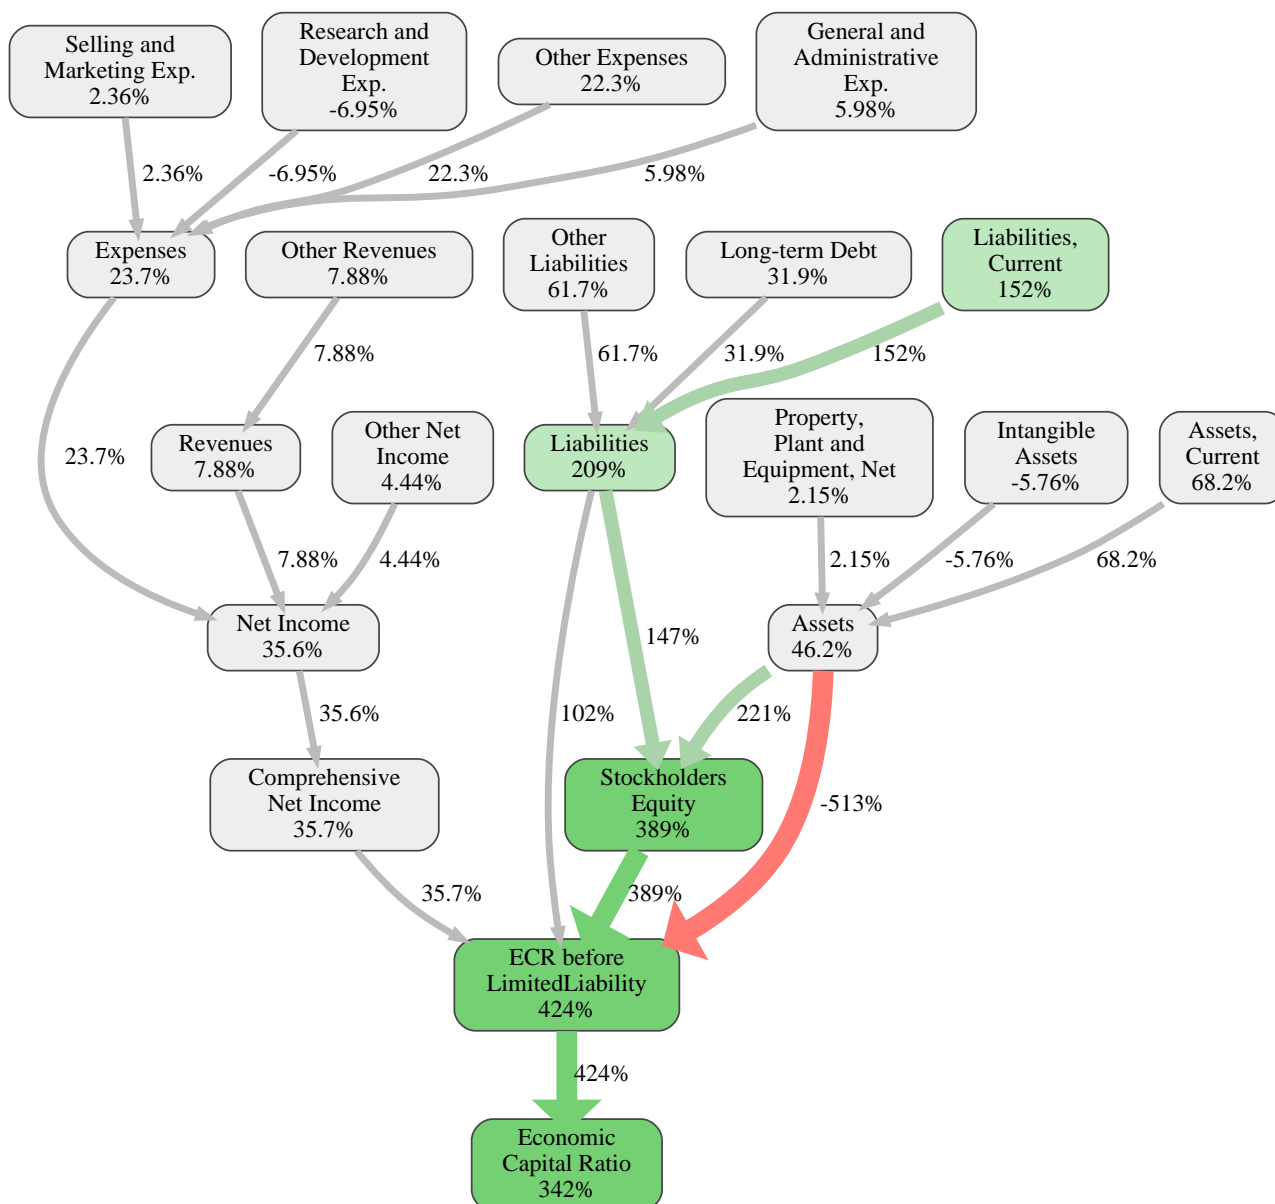 Selling and
Marketing Exp.
2.36%
Research and
Development
Exp.
-6.95%
Other Expenses
22.3%
General and
Administrative
Exp.
5.98%
2.36%
-6.95%
22.3%
5.98%
Expenses
23.7%
Other Revenues
7.88%
Other
Liabilities
61.7%
Long-term Debt
31.9%
Liabilities,
Current
152%
7.88%
61.7%
31.9%
152%
23.7%
Revenues
7.88%
Other Net
Income
4.44%
Liabilities
209%
Property,
Plant and
Equipment, Net
2.15%
Intangible
Assets
-5.76%
Assets,
Current
68.2%
7.88%
4.44%
2.15%
-5.76%
68.2%
Net Income
35.6%
147%
Assets
46.2%
35.6%
102%
221%
Comprehensive
Net Income
35.7%
Stockholders
Equity
389%
-513%
35.7%
389%
ECR before
LimitedLiability
424%
424%
Economic
Capital Ratio
342%